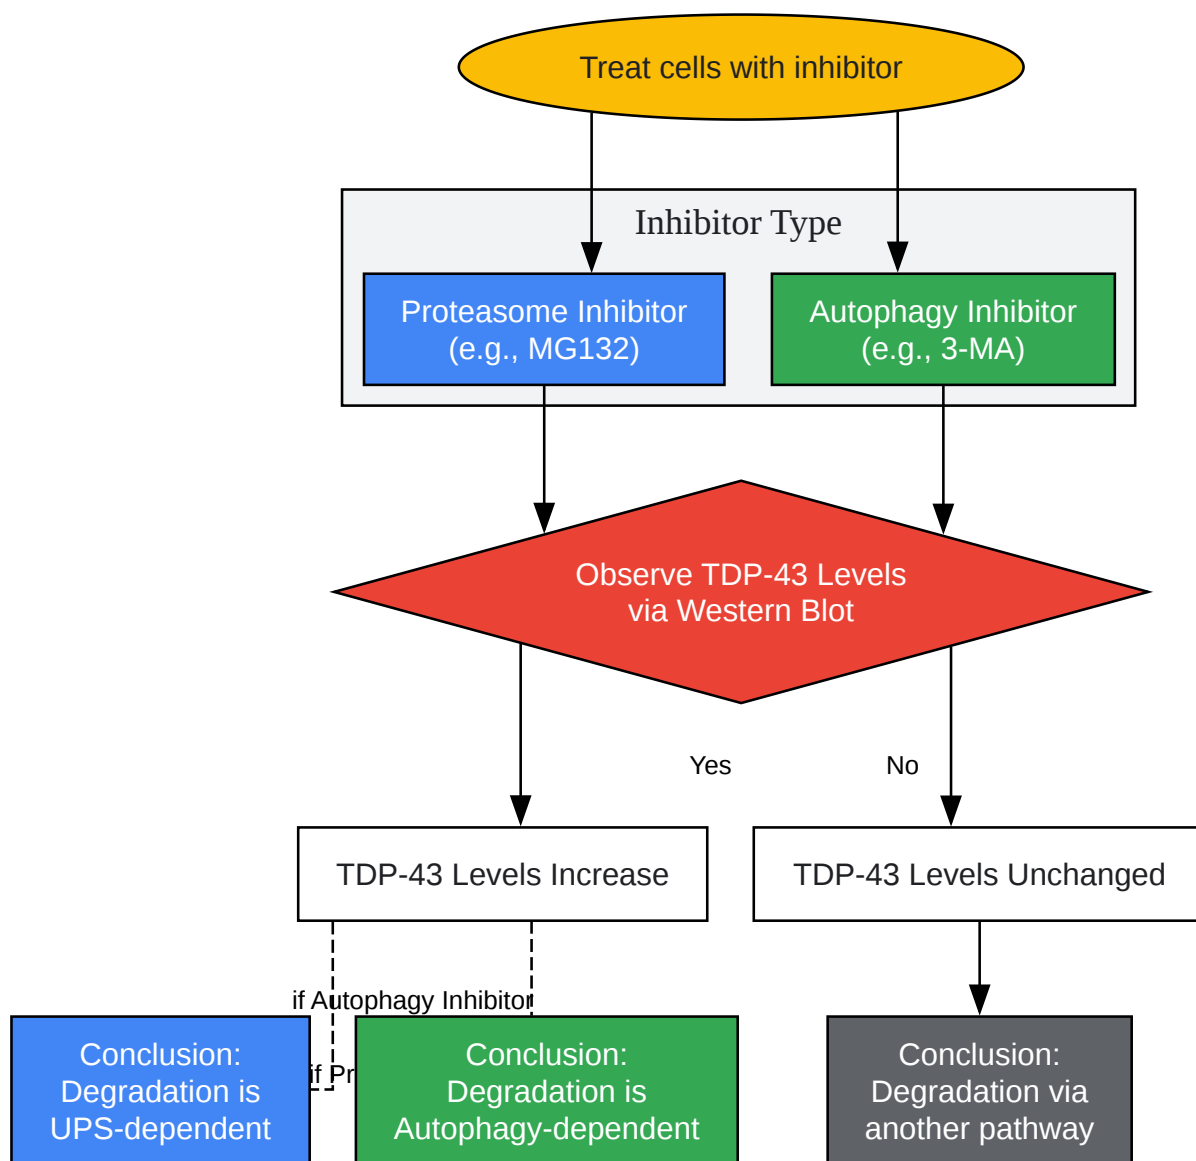 Treat cells with inhibitor
Inhibitor Type
Proteasome Inhibitor
(e.g., MG132)
Autophagy Inhibitor
(e.g., 3-MA)
Observe TDP-43 Levels
via Western Blot
Yes
No
TDP-43 Levels Increase
TDP-43 Levels Unchanged
if Autophagy Inhibitor
if
Conclusion:
Degradation is
UPS-dependent
Conclusion:
Degradation is
Autophagy-dependent
Conclusion:
Degradation via
another pathway